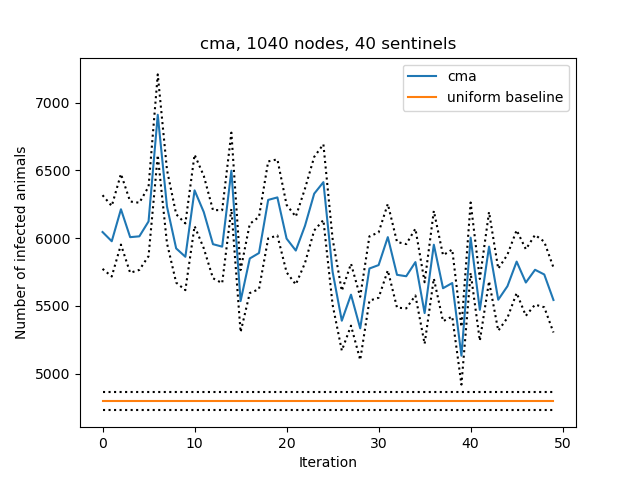 cma, 1040 nodes, 40 sentinels
cma
uniform baseline
7000
6500
6000
5500
5000
Number of infected animals
0 10 20 30 40 50
Iteration